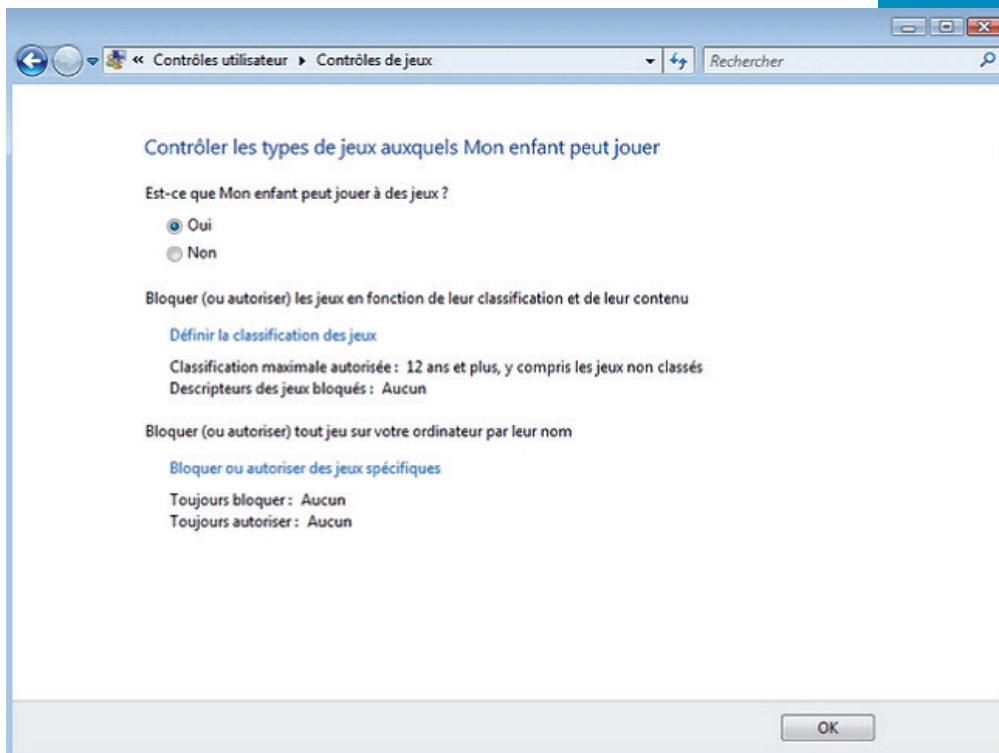 « Contrôles utilisateur ▸ Contrôles de jeux
Rechercher
Contrôler les types de jeux auxquels Mon enfant peut jouer
Est-ce que Mon enfant peut jouer à des jeux ?
Oui
Non
Bloquer (ou autoriser) les jeux en fonction de leur classification et de leur contenu
Définir la classification des jeux
Classification maximale autorisée : 12 ans et plus, y compris les jeux non classés
Descripteurs des jeux bloqués : Aucun
Bloquer (ou autoriser) tout jeu sur votre ordinateur par leur nom
Bloquer ou autoriser des jeux spécifiques
Toujours bloquer : Aucun
Toujours autoriser : Aucun
OK